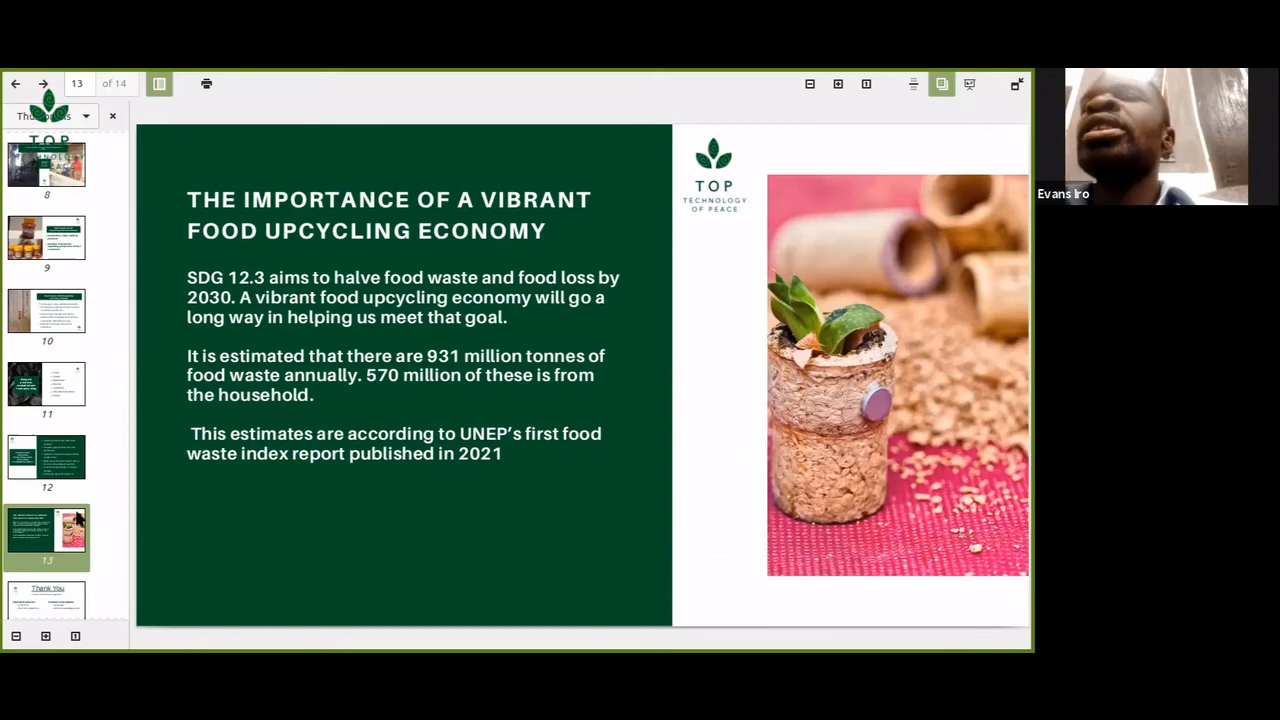 13 of 14
TOP
TECHNOLOGY
OF PEACE
8
9
10
11
12
13
Thank You
THE IMPORTANCE OF A VIBRANT
FOOD UPCYCLING ECONOMY
SDG 12.3 aims to halve food waste and food loss by
2030. A vibrant food upcycling economy will go a
long way in helping us meet that goal.
It is estimated that there are 931 million tonnes of
food waste annually. 570 million of these is from
the household.
This estimates are according to UNEP’s first food
waste index report published in 2021
TOP
TECHNOLOGY
OF PEACE
Evans Iro